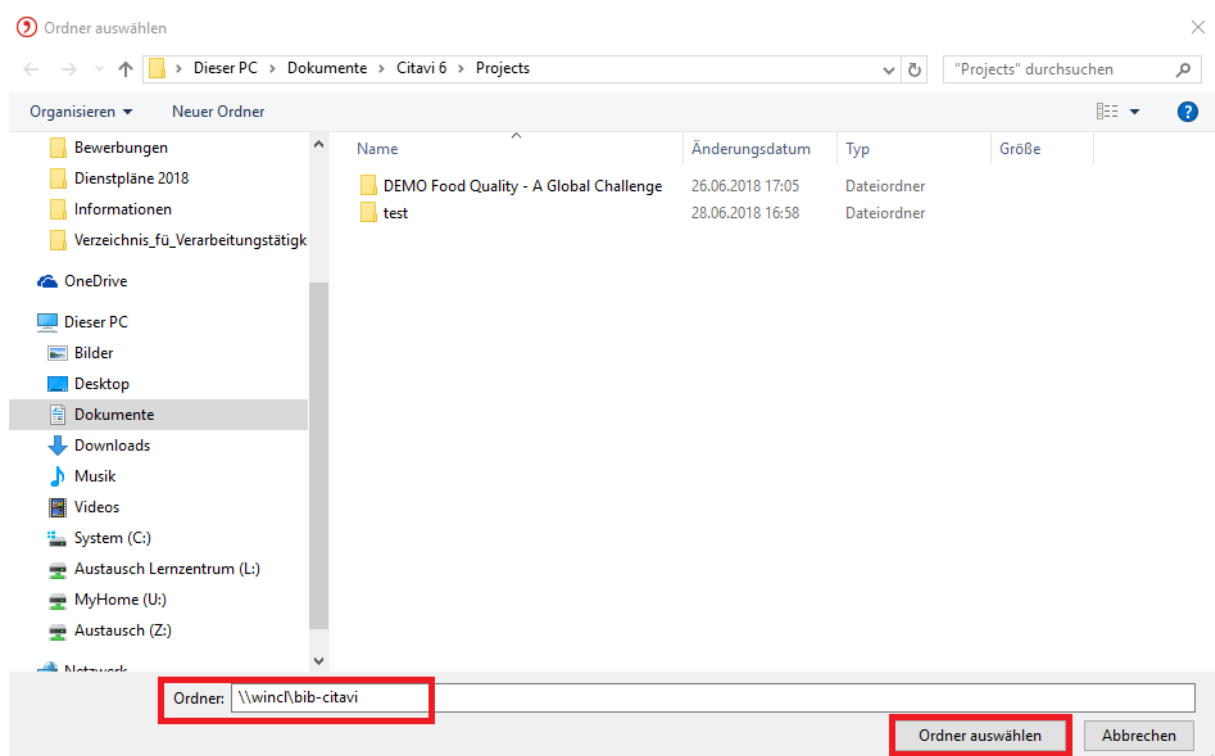 Ordner auswählen
Dieser PC > Dokumente > Citavi 6 > Projects
"Projects" durchsuchen
Organisieren
Neuer Ordner
Bewerbungen
Dienstpläne 2018
Informationen
Verzeichnis_fü_Verarbeitungstätigk
OneDrive
Dieser PC
Bilder
Desktop
Dokumente
Downloads
Musik
Videos
System (C:)
Austausch Lernzentrum (L:)
MyHome (U:)
Austausch (Z:)
Netzwerk
Name Änderungsdatum Typ Größe
DEMO Food Quality - A Global Challenge 26.06.2018 17:05 Dateiordner
test 28.06.2018 16:58 Dateiordner
Ordner: \\wincl\bib-citavi
Ordner auswählen
Abbrechen